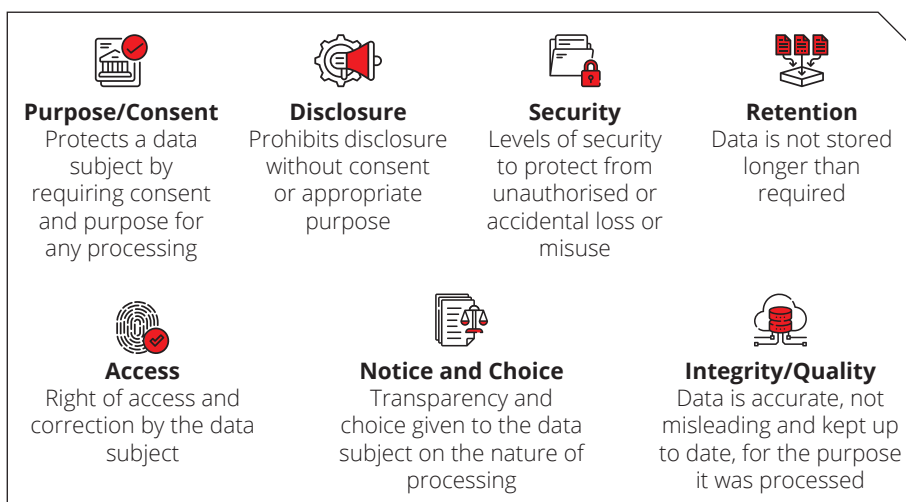 Purpose/Consent
Protects a data
subject by
requiring consent
and purpose for
any processing
Disclosure
Prohibits disclosure
without consent
or appropriate
purpose
Security
Levels of security
to protect from
unauthorised or
accidental loss or
misuse
Retention
Data is not stored
longer than
required
Access
Right of access and
correction by the data
subject
Notice and Choice
Transparency and
choice given to the data
subject on the nature of
processing
Integrity/Quality
Data is accurate, not
misleading and kept up
to date, for the purpose
it was processed